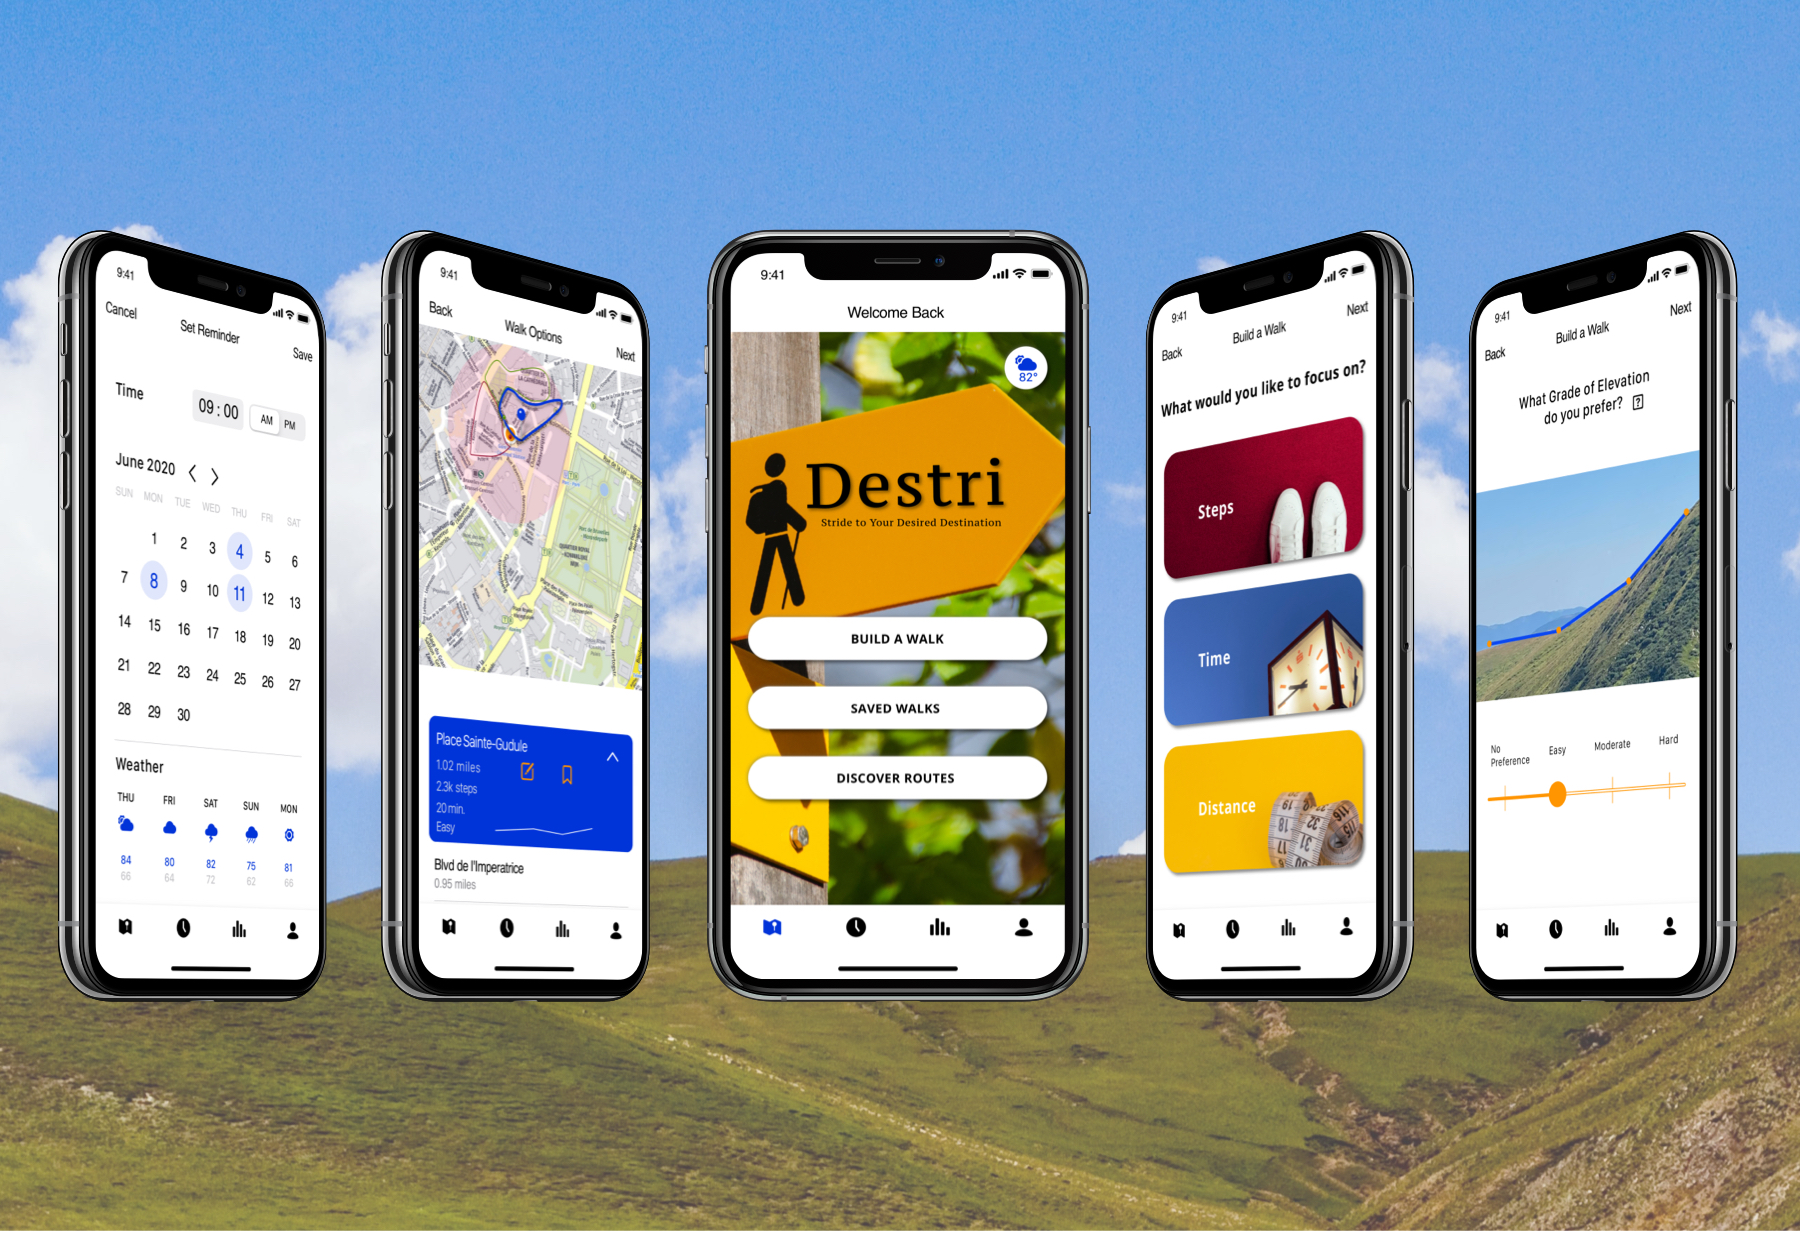 9:41
Cancel
Set Reminder
Save
Time
09 : 00
AM
PM
June 2020
SUN MON TUE WED THU FRI SAT
1 2 3 4 5 6
7 8 9 10 11 12 13
14 15 16 17 18 19 20
21 22 23 24 25 26 27
28 29 30
Weather
THU FRI SAT SUN MON
84 80 82 75 81
66 64 72 62 66
9:41
Back
Walk Options
Next
Place Sainte-Gudule
1.02 miles
2.3k steps
20 min.
Easy
Blvd de l'Imperatrice
0.95 miles
9:41
Welcome Back
82°
Destri
Stride to Your Desired Destination
BUILD A WALK
SAVED WALKS
DISCOVER ROUTES
9:41
Back
Build a Walk
Next
What would you like to focus on?
Steps
Time
Distance
9:41
Back
Build a Walk
Next
What Grade of Elevation
do you prefer? ?
No
Preference
Easy
Moderate
Hard